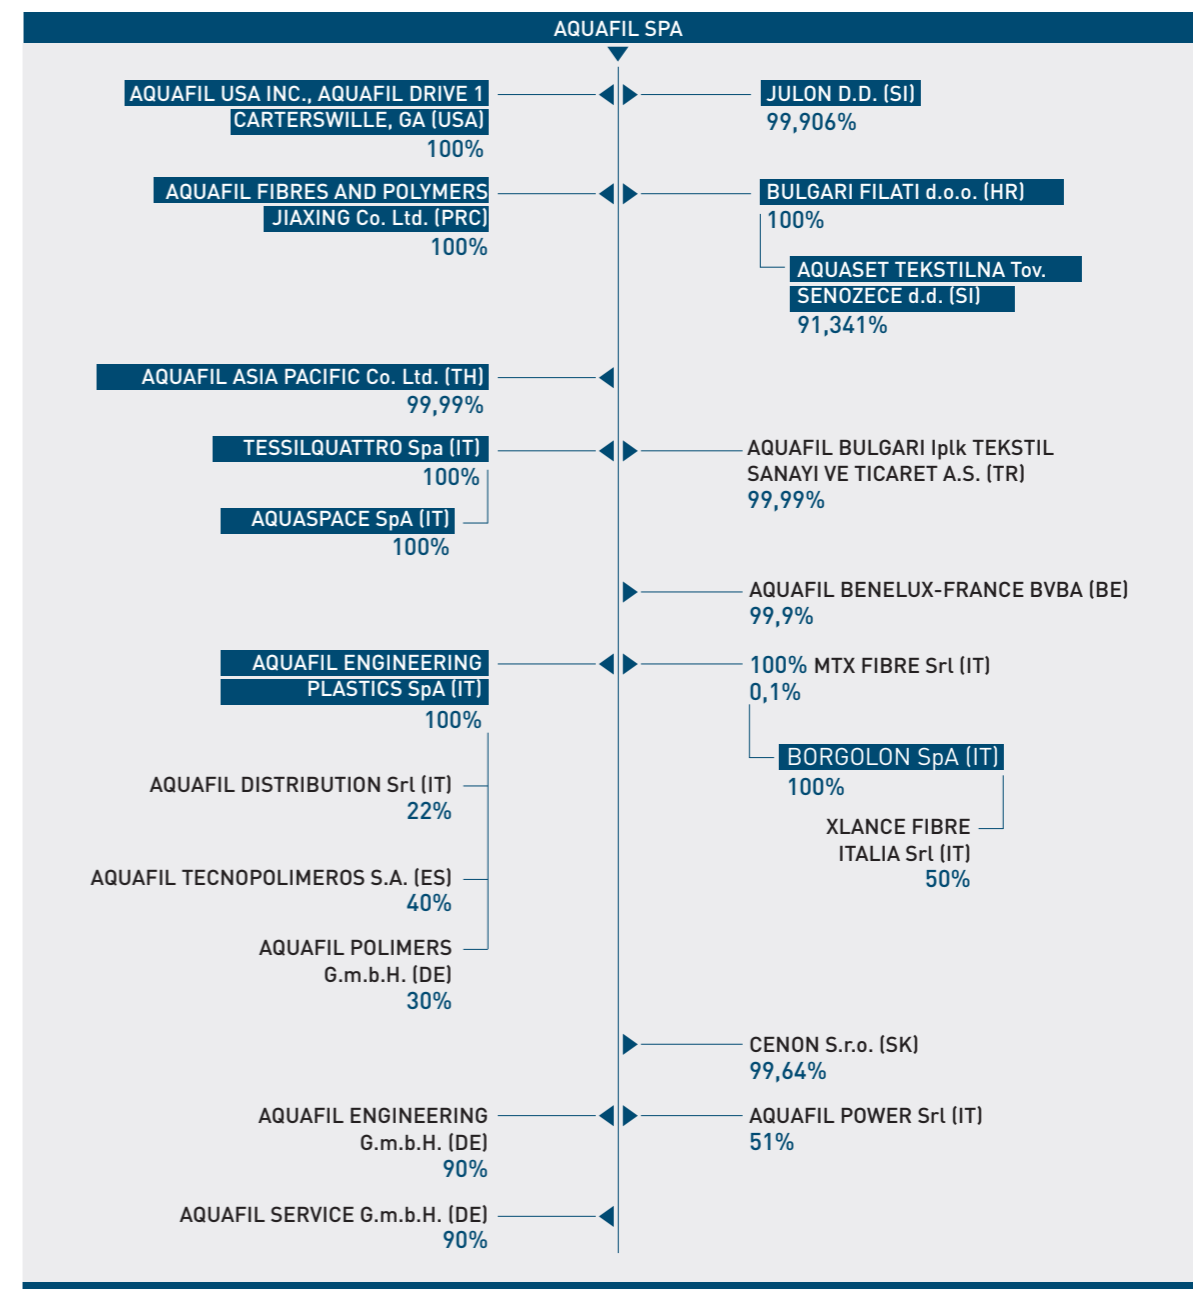 AQUAFIL SPA
AQUAFIL USA INC., AQUAFIL DRIVE 1
CARTERSWILLE, GA (USA)
100%
JULON D.D. (SI)
99,906%
AQUAFIL FIBRES AND POLYMERS
JIAXING Co. Ltd. (PRC)
100%
BULGARI FILATI d.o.o. (HR)
100%
AQUASET TEKSTILNA Tov.
SENOZECE d.d. (SI)
91,341%
AQUAFIL ASIA PACIFIC Co. Ltd. (TH)
99,99%
TESSILQUATTRO Spa (IT)
100%
AQUASPACE SpA (IT)
100%
AQUAFIL BULGARI Iplk TEKSTIL
SANAYI VE TICARET A.S. (TR)
99,99%
AQUAFIL BENELUX-FRANCE BVBA (BE)
99,9%
AQUAFIL ENGINEERING
PLASTICS SpA (IT)
100%
100% MTX FIBRE Srl (IT)
0,1%
BORGOLON SpA (IT)
100%
XLANCE FIBRE
ITALIA Srl (IT)
50%
AQUAFIL DISTRIBUTION Srl (IT)
22%
AQUAFIL TECNOPOLIMEROS S.A. (ES)
40%
AQUAFIL POLIMERS
G.m.b.H. (DE)
30%
CENON S.r.o. (SK)
99,64%
AQUAFIL ENGINEERING
G.m.b.H. (DE)
90%
AQUAFIL POWER Srl (IT)
51%
AQUAFIL SERVICE G.m.b.H. (DE)
90%